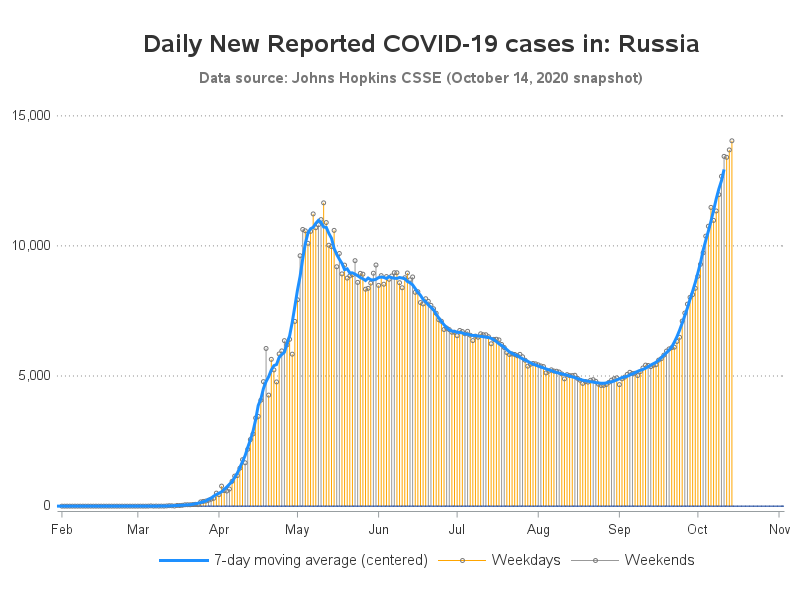 Daily New Reported COVID-19 cases in: Russia
Data source: Johns Hopkins CSSE (October 14, 2020 snapshot)
15,000
10,000
5,000
0
Feb Mar Apr May Jun Jul Aug Sep Oct Nov
7-day moving average (centered) Weekdays Weekends